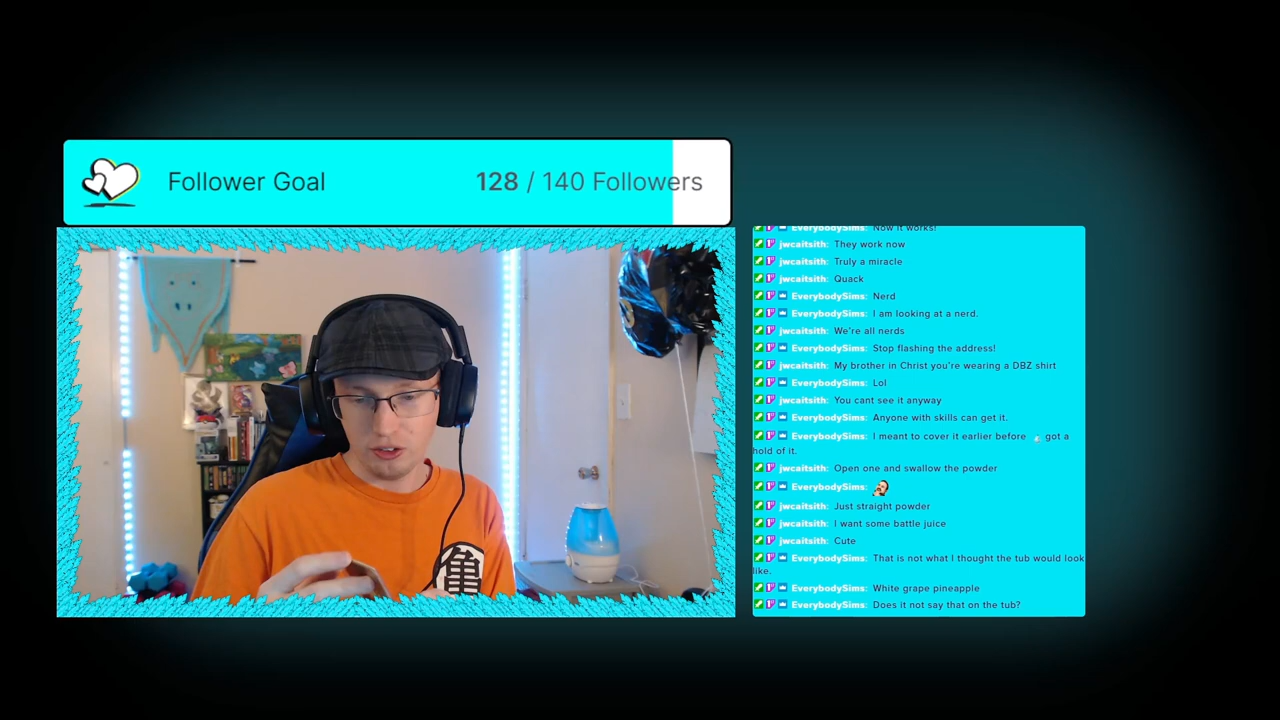 Follower Goal
128 / 140 Followers
EverybodySims: Now it works!
jwcaitsith: They work now
jwcaitsith: Truly a miracle
jwcaitsith: Quack
EverybodySims: Nerd
EverybodySims: I am looking at a nerd.
jwcaitsith: We're all nerds
EverybodySims: Stop flashing the address!
jwcaitsith: My brother in Christ you're wearing a DBZ shirt
EverybodySims: Lol
jwcaitsith: You cant see it anyway
EverybodySims: Anyone with skills can get it.
EverybodySims: I meant to cover it earlier before got a
hold of it.
jwcaitsith: Open one and swallow the powder
EverybodySims:
jwcaitsith: Just straight powder
jwcaitsith: I want some battle juice
jwcaitsith: Cute
EverybodySims: That is not what I thought the tub would look
like.
EverybodySims: White grape pineapple
EverybodySims: Does it not say that on the tub?
亀